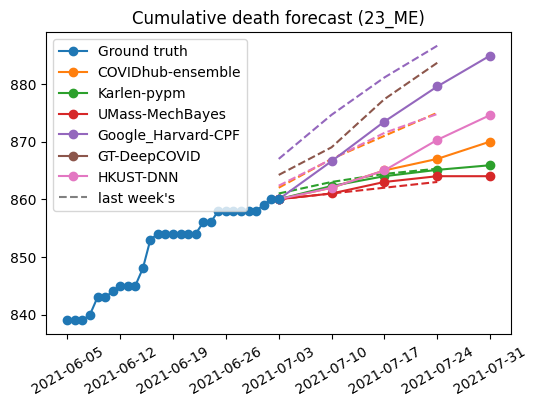 Cumulative death forecast (23_ME)
Ground truth
COVIDhub-ensemble
Karlen-pypm
UMass-MechBayes
Google_Harvard-CPF
GT-DeepCOVID
HKUST-DNN
last week's
880
870
860
850
840
2021-06-05
2021-06-12
2021-06-19
2021-06-26
2021-07-03
2021-07-10
2021-07-17
2021-07-24
2021-07-31